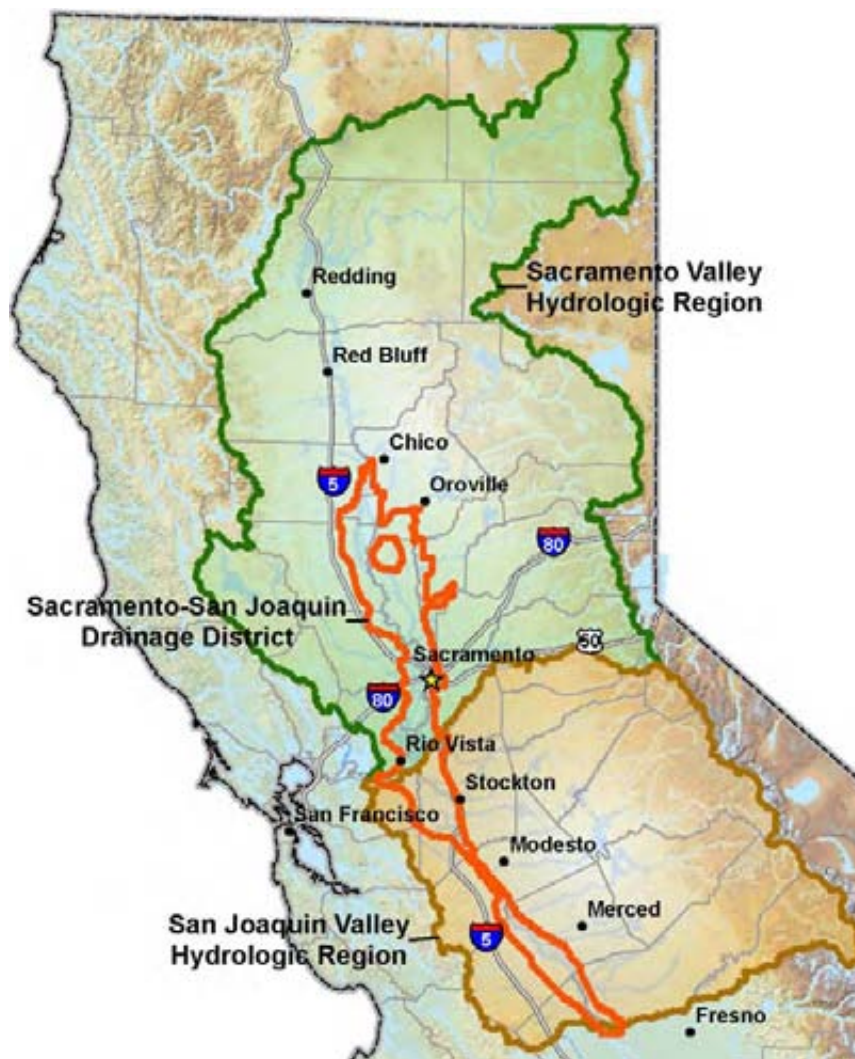 Redding
Sacramento Valley
Hydrologic Region
Red Bluff
Chico
5
Oroville
80
Sacramento-San Joaquin
Drainage District
50
Sacramento
80
Rio Vista
Stockton
San Francisco
Modesto
Merced
San Joaquin Valley
Hydrologic Region
5
Fresno